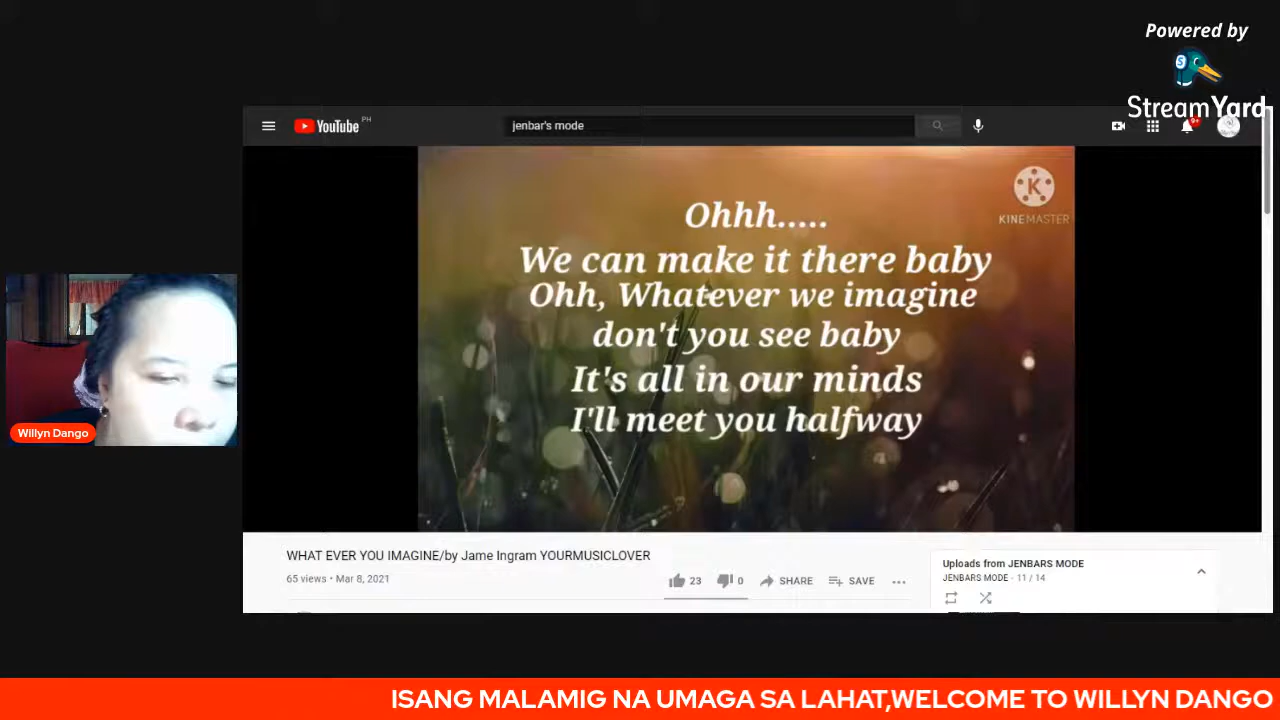 Powered by
StreamYard
YouTube PH
jenbar's mode
9+
Ohhh.....
We can make it there baby
Ohh, Whatever we imagine
don't you see baby
It's all in our minds
I'll meet you halfway
K
KINEMASTER
Willyn Dango
WHAT EVER YOU IMAGINE/by Jame Ingram YOURMUSICLOVER
65 views • Mar 8, 2021
23
0
SHARE
SAVE
Uploads from JENBARS MODE
JENBARS MODE - 11 / 14
ISANG MALAMIG NA UMAGA SA LAHAT,WELCOME TO WILLYN DANGO